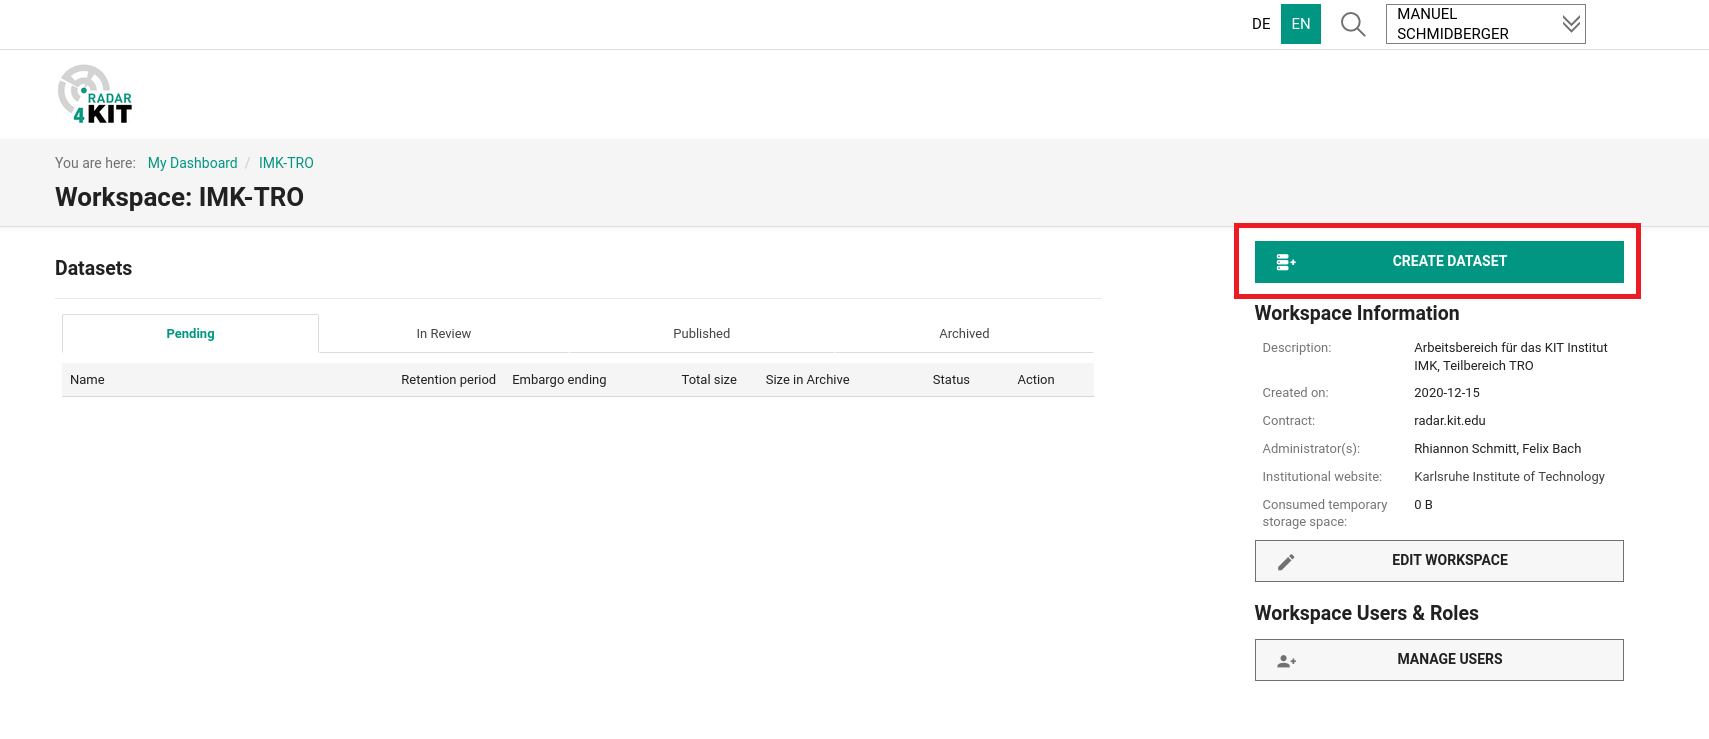 DE EN MANUEL
SCHMIDBERGER
RADAR
4KIT
You are here: My Dashboard / IMK-TRO
Workspace: IMK-TRO
Datasets
Pending In Review Published Archived
Name Retention period Embargo ending Total size Size in Archive Status Action
CREATE DATASET
Workspace Information
Description: Arbeitsbereich für das KIT Institut
IMK, Teilbereich TRO
Created on: 2020-12-15
Contract: radar.kit.edu
Administrator(s): Rhiannon Schmitt, Felix Bach
Institutional website: Karlsruhe Institute of Technology
Consumed temporary 0 B
storage space:
EDIT WORKSPACE
Workspace Users & Roles
MANAGE USERS